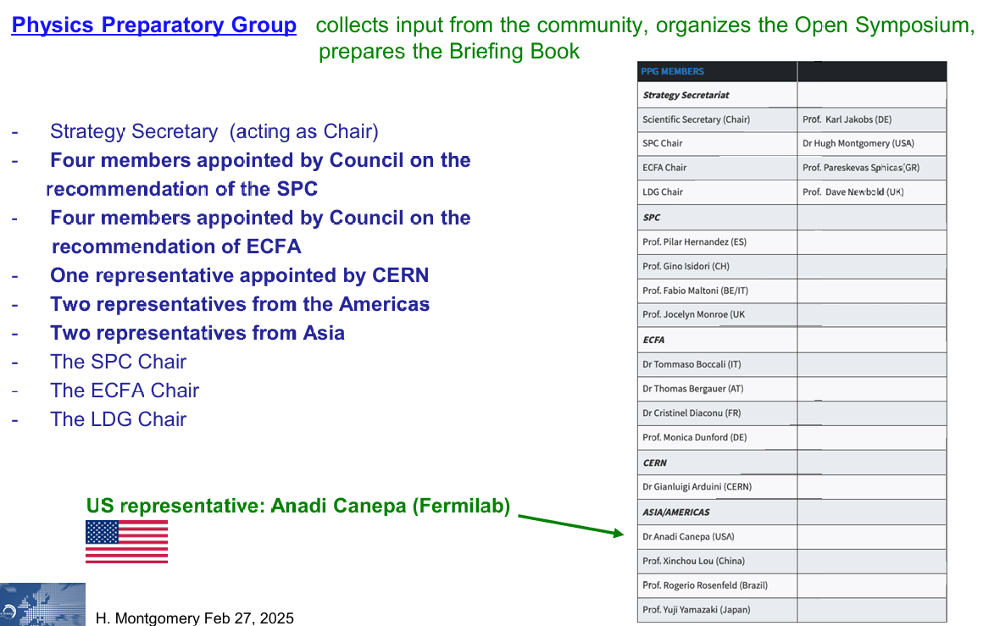 Physics Preparatory Group collects input from the community, organizes the Open Symposium,
prepares the Briefing Book
- Strategy Secretary (acting as Chair)
- Four members appointed by Council on the
recommendation of the SPC
- Four members appointed by Council on the
recommendation of ECFA
- One representative appointed by CERN
- Two representatives from the Americas
- Two representatives from Asia
- The SPC Chair
- The ECFA Chair
- The LDG Chair
US representative: Anadi Canepa (Fermilab)
H. Montgomery Feb 27, 2025
PPG MEMBERS
Strategy Secretariat
Scientific Secretary (Chair) Prof. Karl Jakobs (DE)
SPC Chair Dr Hugh Montgomery (USA)
ECFA Chair Prof. Pareskevas Sphicas(GR)
LDG Chair Prof. Dave Newbold (UK)
SPC
Prof. Pilar Hernandez (ES)
Prof. Gino Isidori (CH)
Prof. Fabio Maltoni (BE/IT)
Prof. Jocelyn Monroe (UK
ECFA
Dr Tommaso Boccali (IT)
Dr Thomas Bergauer (AT)
Dr Cristinel Diaconu (FR)
Prof. Monica Dunford (DE)
CERN
Dr Gianluigi Arduini (CERN)
ASIA/AMERICAS
Dr Anadi Canepa (USA)
Prof. Xinchou Lou (China)
Prof. Rogerio Rosenfeld (Brazil)
Prof. Yuji Yamazaki (Japan)